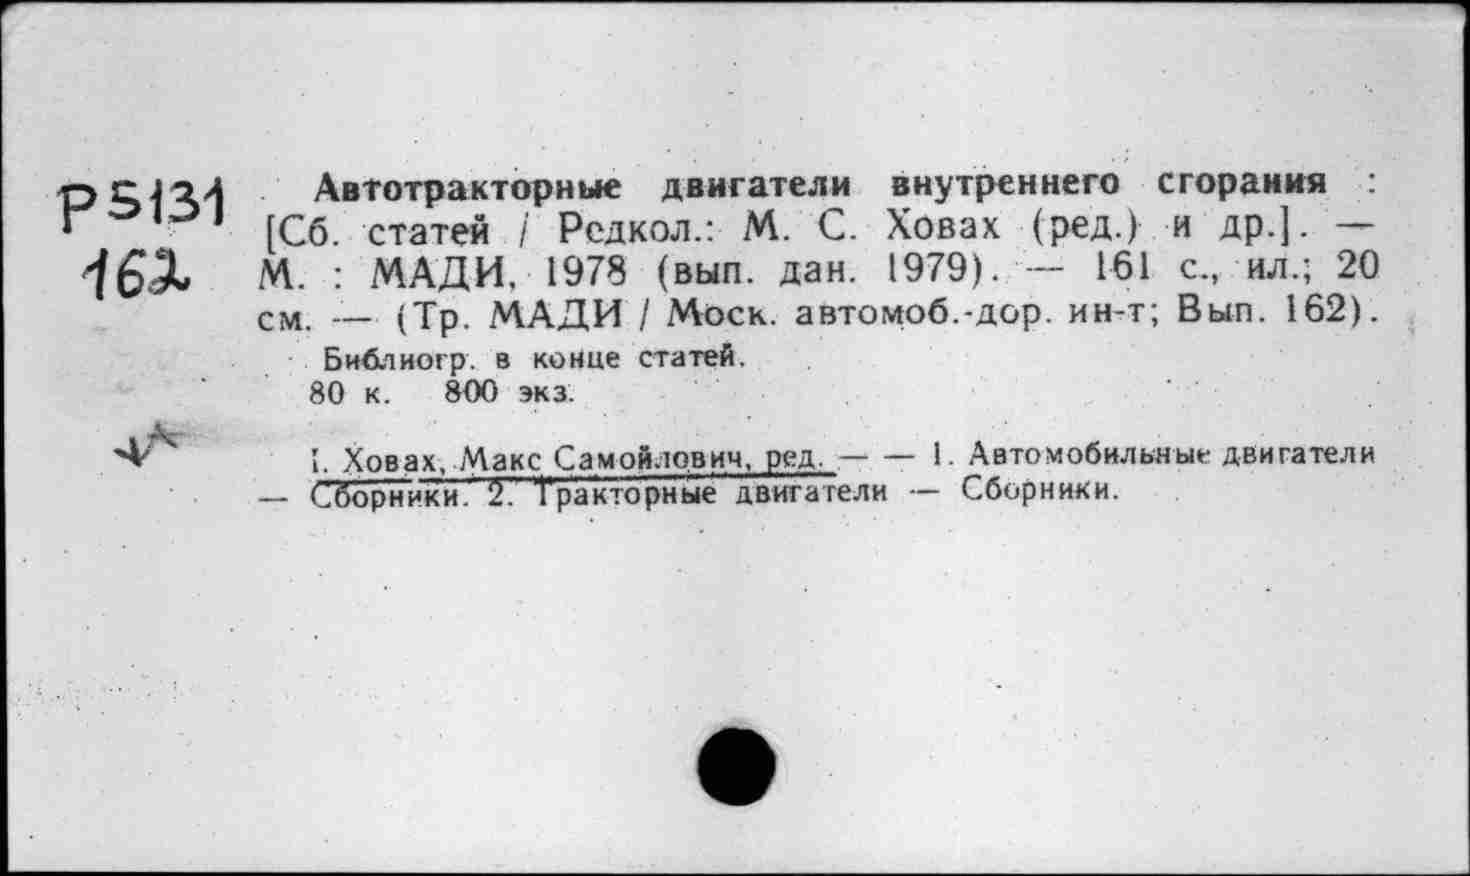 Р5131
162
Автотракторные двигатели внутреннего сгорания :
[Сб. статей / Редкол.: М. С. Ховах (ред.) и др.]. —
М. : МАДИ, 1978 (вып. дан. 1979). — 161 с., ил.; 20
см. — (Тр. МАДИ / Моск. автомоб.-дор. ин-т; Вып. 162).
Библиогр. в конце статей.
80 к. 800 экз.
I. Ховах, Макс Самойлович, ред. — — 1. Автомобильные двигатели
— Сборники. 2. Тракторные двигатели — Сборники.